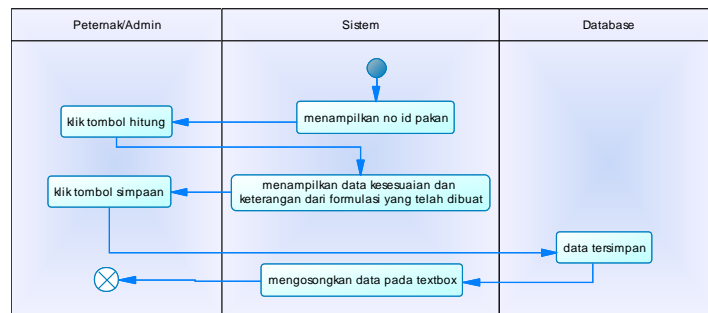 Peternak/Admin
Sistem
Database
menampilkan no id pakan
klik tombol hitung
menampilkan data kesesuaian dan
keterangan dari formulasi yang telah dibuat
klik tombol simpaan
data tersimpan
mengosongkan data pada textbox